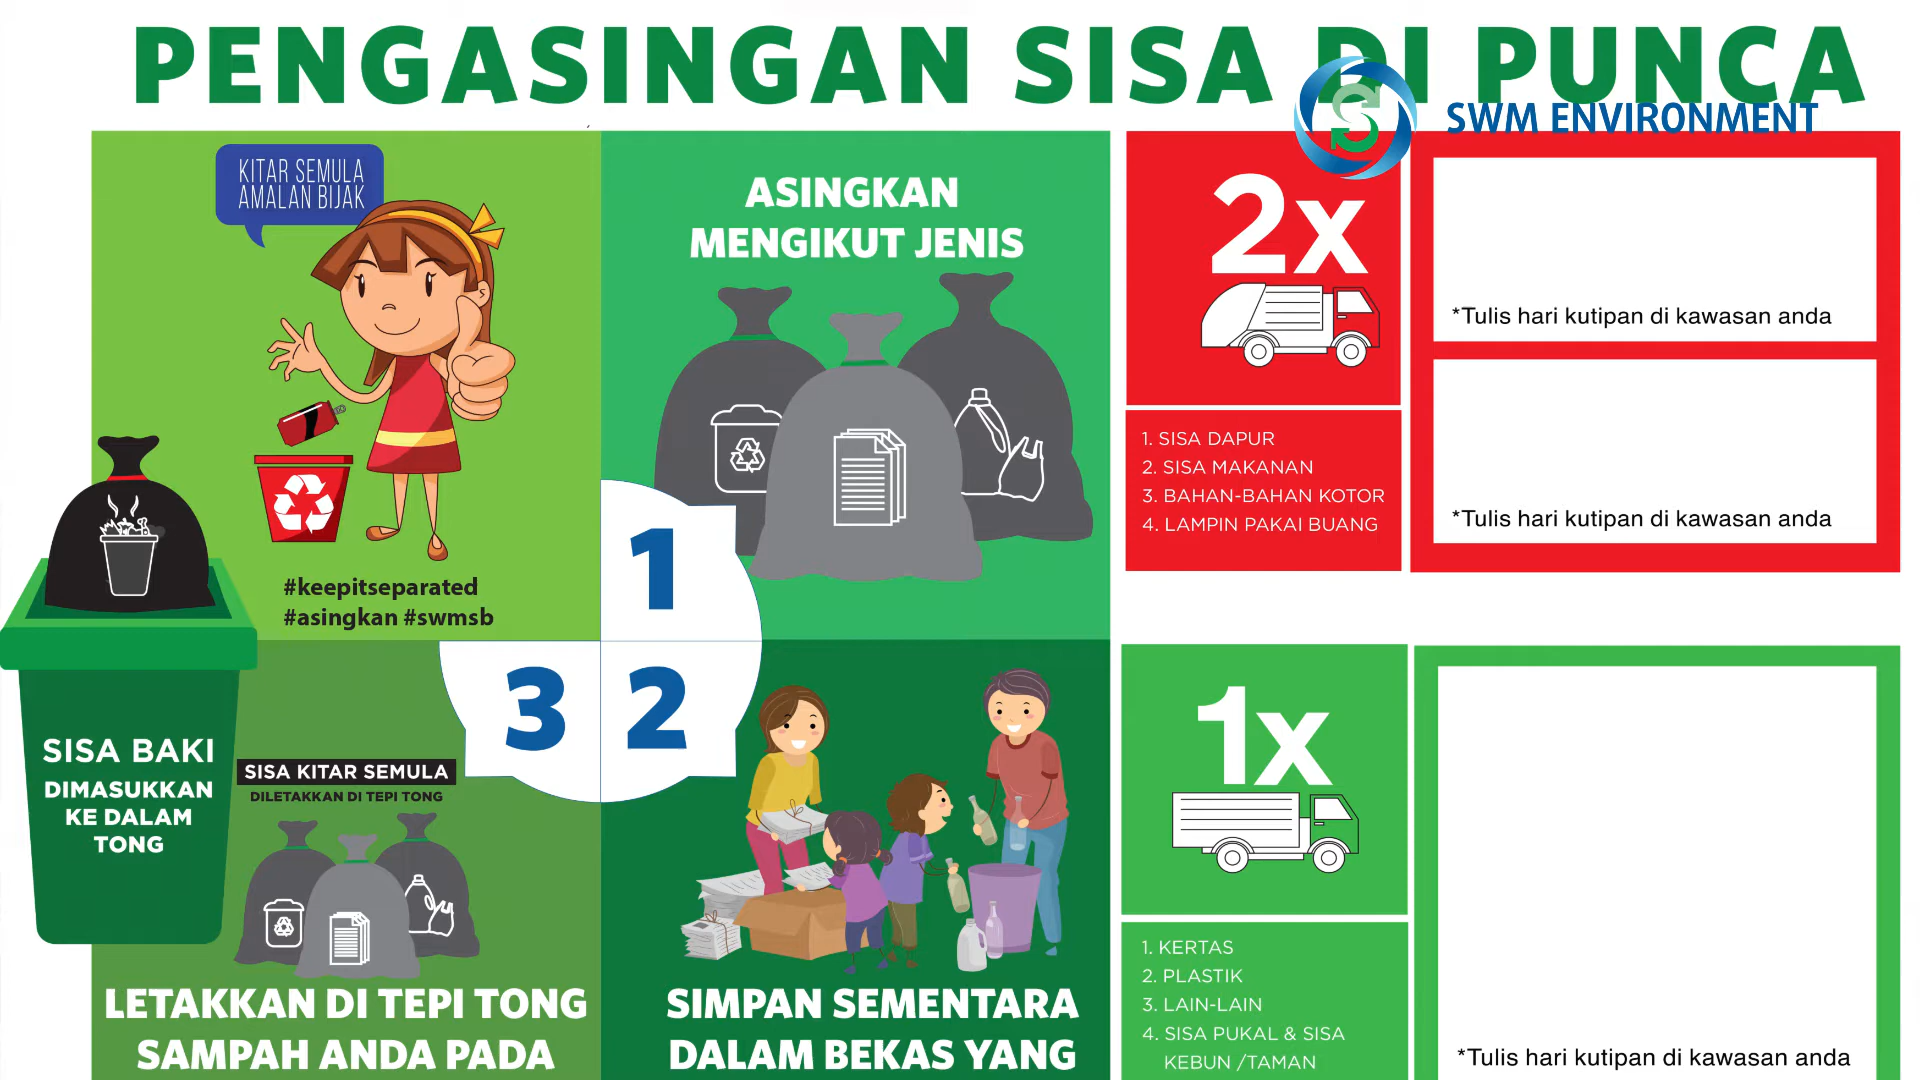 PENGASINGAN SISA DI PUNCA
SWM ENVIRONMENT
KITAR SEMULA
AMALAN BIJAK
#keepitseparated
#asingkan #swmsb
ASINGKAN
MENGIKUT JENIS
1
2
3
SISA BAKI
DIMASUKKAN
KE DALAM
TONG
SISA KITAR SEMULA
DILETAKKAN DI TEPI TONG
LETAKKAN DI TEPI TONG
SAMPAH ANDA PADA
SIMPAN SEMENTARA
DALAM BEKAS YANG
2x
1. SISA DAPUR
2. SISA MAKANAN
3. BAHAN-BAHAN KOTOR
4. LAMPIN PAKAI BUANG
*Tulis hari kutipan di kawasan anda
*Tulis hari kutipan di kawasan anda
1x
1. KERTAS
2. PLASTIK
3. LAIN-LAIN
4. SISA PUKAL & SISA
KEBUN /TAMAN
*Tulis hari kutipan di kawasan anda